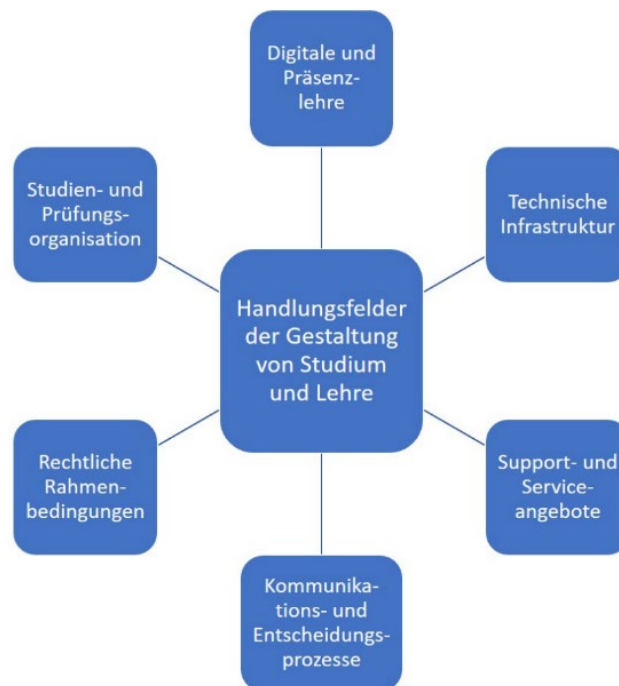 Digitale und
Präsenz-
lehre
Studien- und
Prüfungs-
organisation
Technische
Infrastruktur
Handlungsfelder
der Gestaltung
von Studium
und Lehre
Rechtliche
Rahmen-
bedingungen
Support- und
Service-
angebote
Kommunika-
tions- und
Entscheidungs-
prozesse